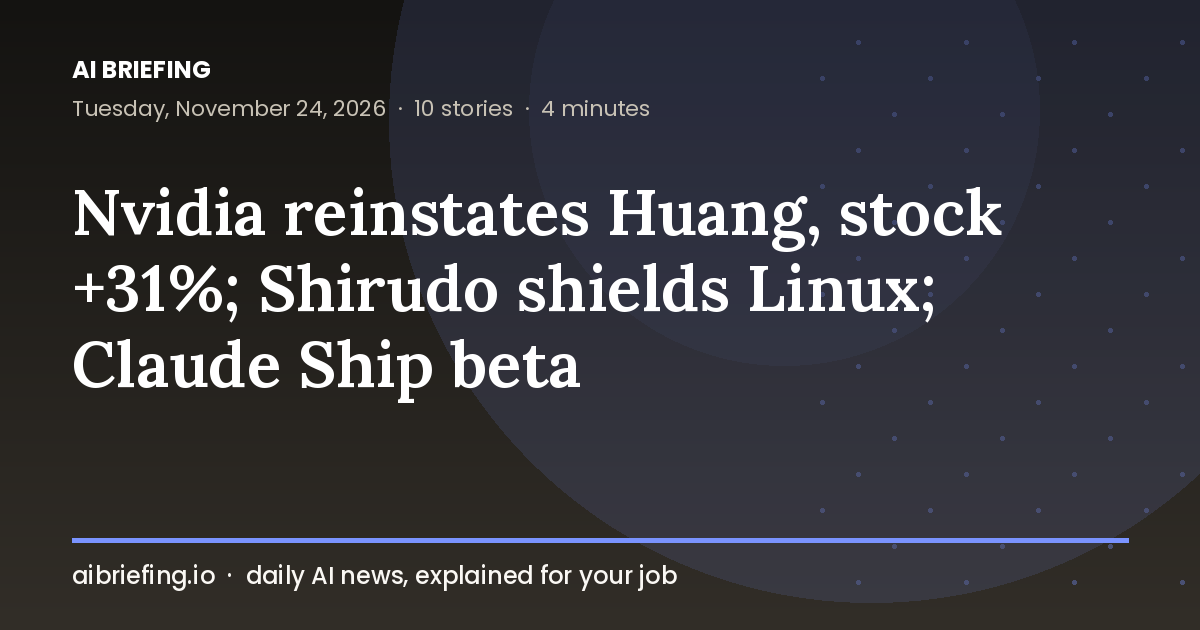 AI BRIEFING
Tuesday, November 24, 2026 · 10 stories · 4 minutes
Nvidia reinstates Huang, stock
+31%; Shirudo shields Linux;
Claude Ship beta
aibriefing.io · daily AI news, explained for your job